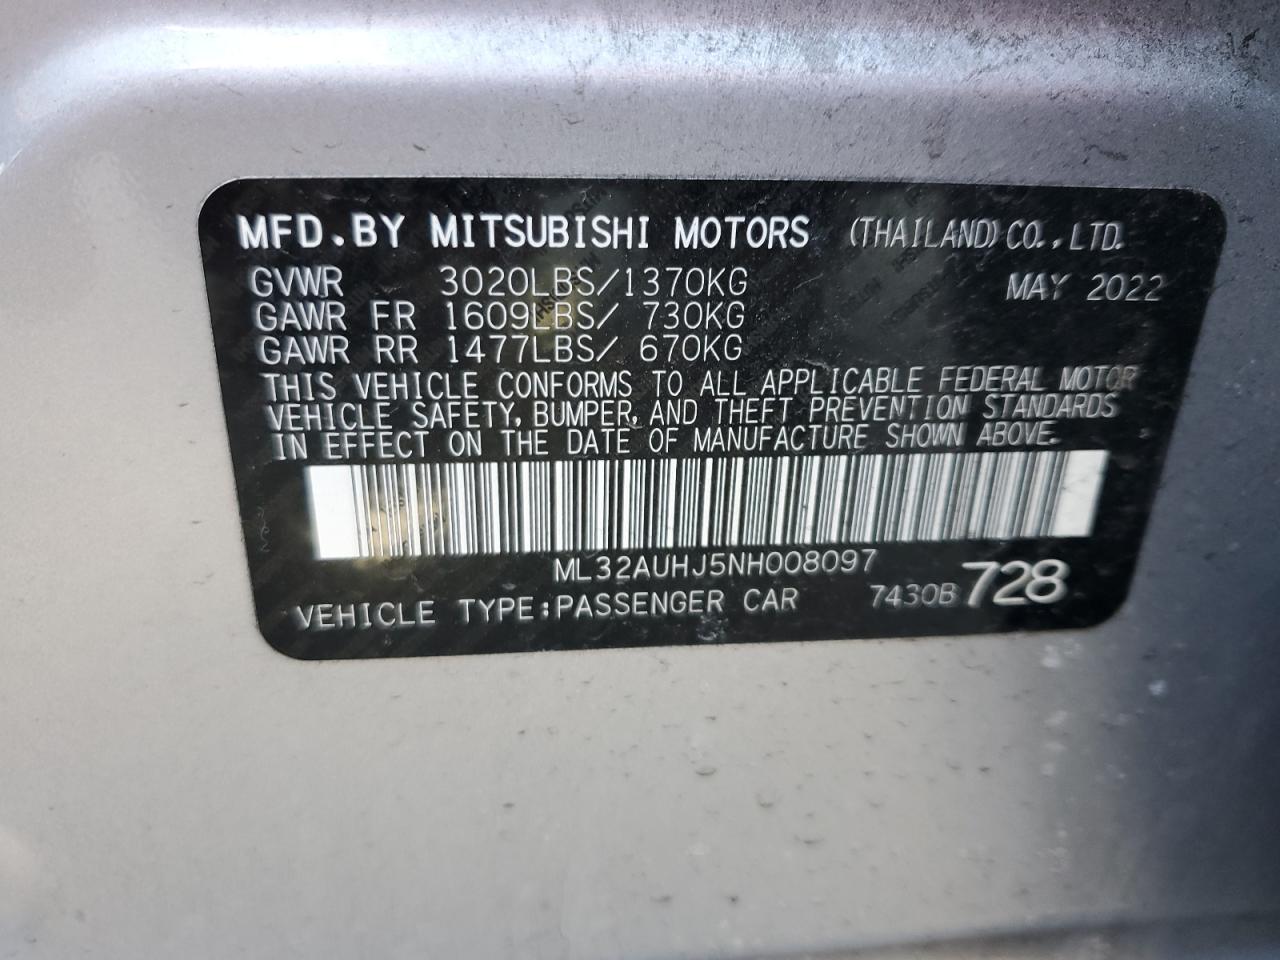 MFD.BY MITSUBISHI MOTORS (THAILAND) CO.,LTD.
GVWR 3020LBS/1370KG MAY 2022
GAWR FR 1609LBS/ 730KG
GAWR RR 1477LBS/ 670KG
THIS VEHICLE CONFORMS TO ALL APPLICABLE FEDERAL MOTOR
VEHICLE SAFETY, BUMPER, AND THEFT PREVENTION STANDARDS
IN EFFECT ON THE DATE OF MANUFACTURE SHOWN ABOVE.
ML32AUHJ5NH008097
VEHICLE TYPE:PASSENGER CAR 7430B 728